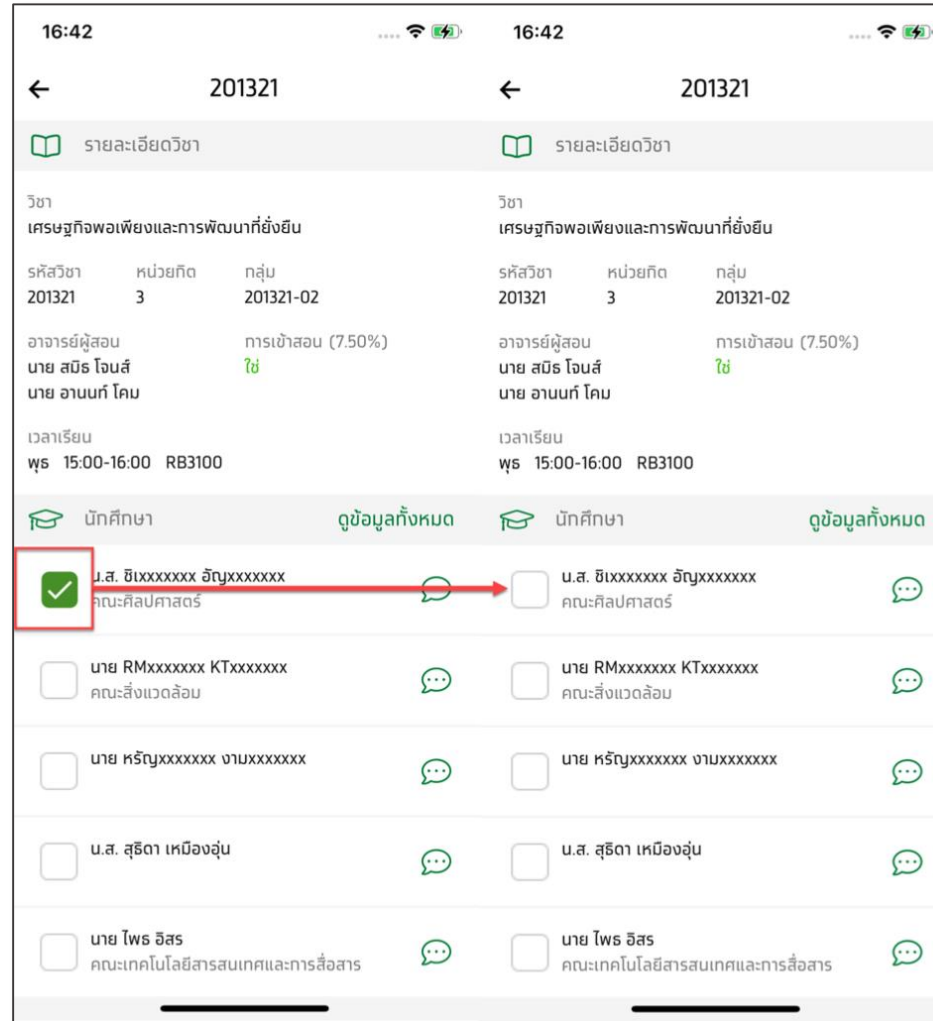 16:42
201321
รายละเอียดวิชา
วิชา
เศรษฐกิจพอเพียงและการพัฒนาที่ยั่งยืน
รหัสวิชา หน่วยกิต กลุ่ม
201321 3 201321-02
อาจารย์ผู้สอน การเข้าสอน (7.50%)
นาย สมิธ โจนส์ ใช่
นาย อานนท์ โคม
เวลาเรียน
พุธ 15:00-16:00 RB3100
นักศึกษา ดูข้อมูลทั้งหมด
น.ส. ชิเxxxxxxx อัญxxxxxxx
คณะศิลปศาสตร์
นาย RMxxxxxxx KTxxxxxxx
คณะสิ่งแวดล้อม
นาย หรัญxxxxxxx งามxxxxxxx
น.ส. สุธิดา เหมืองอุ่น
นาย ไพธ อิสร
คณะเทคโนโลยีสารสนเทศและการสื่อสาร
16:42
201321
รายละเอียดวิชา
วิชา
เศรษฐกิจพอเพียงและการพัฒนาที่ยั่งยืน
รหัสวิชา หน่วยกิต กลุ่ม
201321 3 201321-02
อาจารย์ผู้สอน การเข้าสอน (7.50%)
นาย สมิธ โจนส์ ใช่
นาย อานนท์ โคม
เวลาเรียน
พุธ 15:00-16:00 RB3100
นักศึกษา ดูข้อมูลทั้งหมด
น.ส. ชิเxxxxxxx อัญxxxxxxx
คณะศิลปศาสตร์
นาย RMxxxxxxx KTxxxxxxx
คณะสิ่งแวดล้อม
นาย หรัญxxxxxxx งามxxxxxxx
น.ส. สุธิดา เหมืองอุ่น
นาย ไพธ อิสร
คณะเทคโนโลยีสารสนเทศและการสื่อสาร